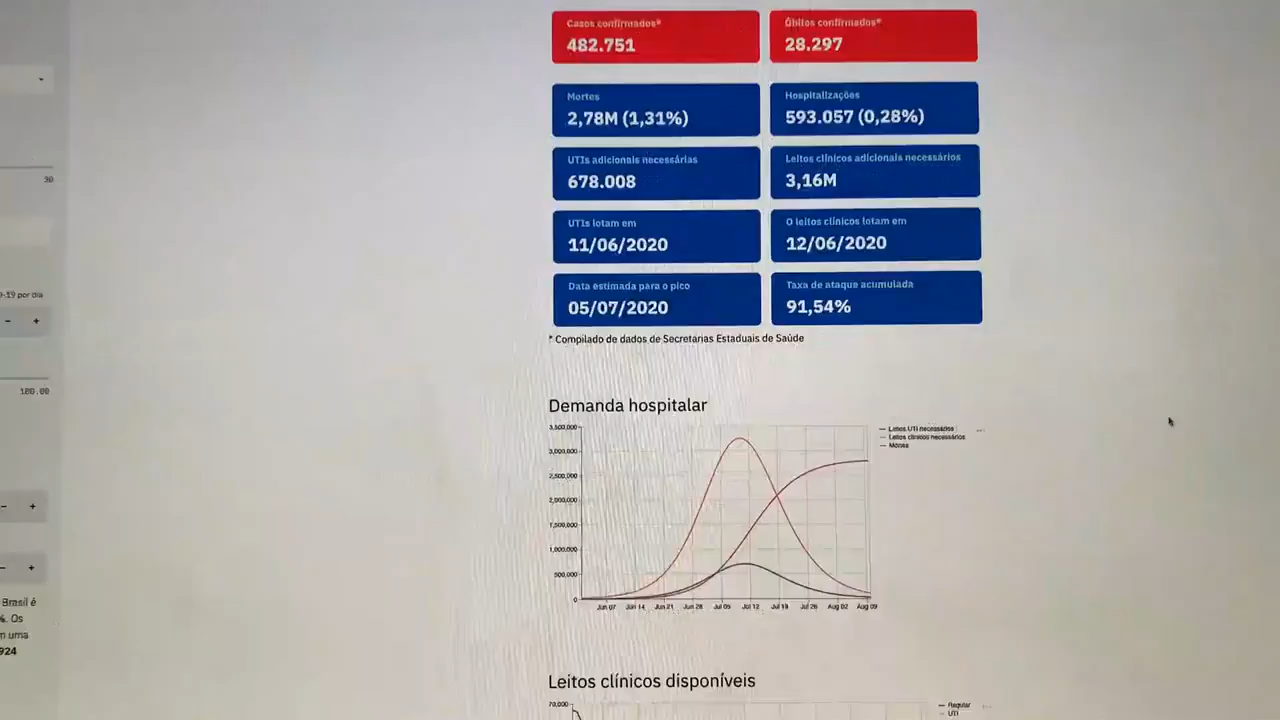 Casos confirmados*
482.751
Óbitos confirmados*
28.297
Mortes
2,78M (1,31%)
Hospitalizações
593.057 (0,28%)
UTIs adicionais necessárias
678.008
Leitos clínicos adicionais necessários
3,16M
UTIs lotam em
11/06/2020
O leitos clínicos lotam em
12/06/2020
Data estimada para o pico
05/07/2020
Taxa de ataque acumulada
91,54%
* Compilado de dados de Secretarias Estaduais de Saúde
30
-19 por dia
- +
100.00
- +
- +
Brasil é
Os
m uma
924
Demanda hospitalar
3,500,000
3,000,000
2,500,000
2,000,000
1,500,000
1,000,000
500,000
0
Jun 07 Jun 14 Jun 21 Jun 28 Jul 05 Jul 12 Jul 19 Jul 26 Aug 02 Aug 09
Leitos UTI necessários
Leitos clínicos necessários
Mortes
Leitos clínicos disponíveis
70,000
Regular
UTI